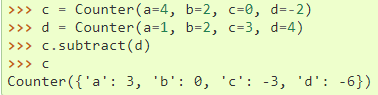 >>> c = Counter(a=4, b=2, c=0, d=-2)
>>> d = Counter(a=1, b=2, c=3, d=4)
>>> c.subtract(d)
>>> c
Counter({'a': 3, 'b': 0, 'c': -3, 'd': -6})